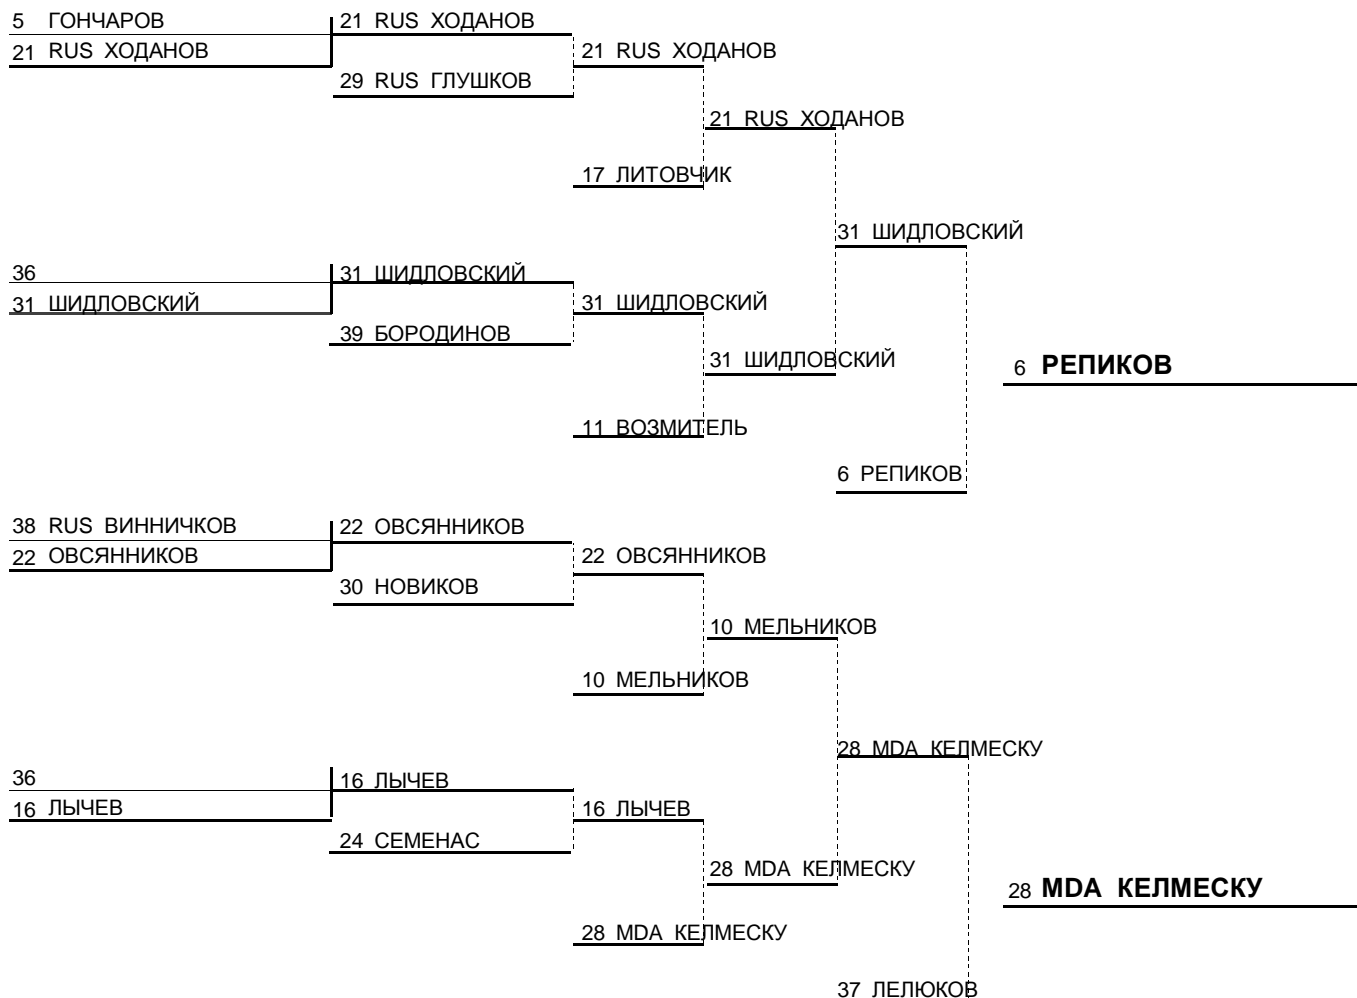 5 ГОНЧАРОВ
21 RUS ХОДАНОВ
21 RUS ХОДАНОВ
29 RUS ГЛУШКОВ
21 RUS ХОДАНОВ
17 ЛИТОВЧИК
21 RUS ХОДАНОВ
36
31 ШИДЛОВСКИЙ
31 ШИДЛОВСКИЙ
39 БОРОДИНОВ
31 ШИДЛОВСКИЙ
11 ВОЗМИТЕЛЬ
31 ШИДЛОВСКИЙ
31 ШИДЛОВСКИЙ
6 РЕПИКОВ
6 РЕПИКОВ
38 RUS ВИННИЧКОВ
22 ОВСЯННИКОВ
22 ОВСЯННИКОВ
30 НОВИКОВ
22 ОВСЯННИКОВ
10 МЕЛЬНИКОВ
10 МЕЛЬНИКОВ
36
16 ЛЫЧЕВ
16 ЛЫЧЕВ
24 СЕМЕНАС
16 ЛЫЧЕВ
28 MDA КЕЛМЕСКУ
28 MDA КЕЛМЕСКУ
28 MDA КЕЛМЕСКУ
37 ЛЕЛЮКОВ
28 MDA КЕЛМЕСКУ